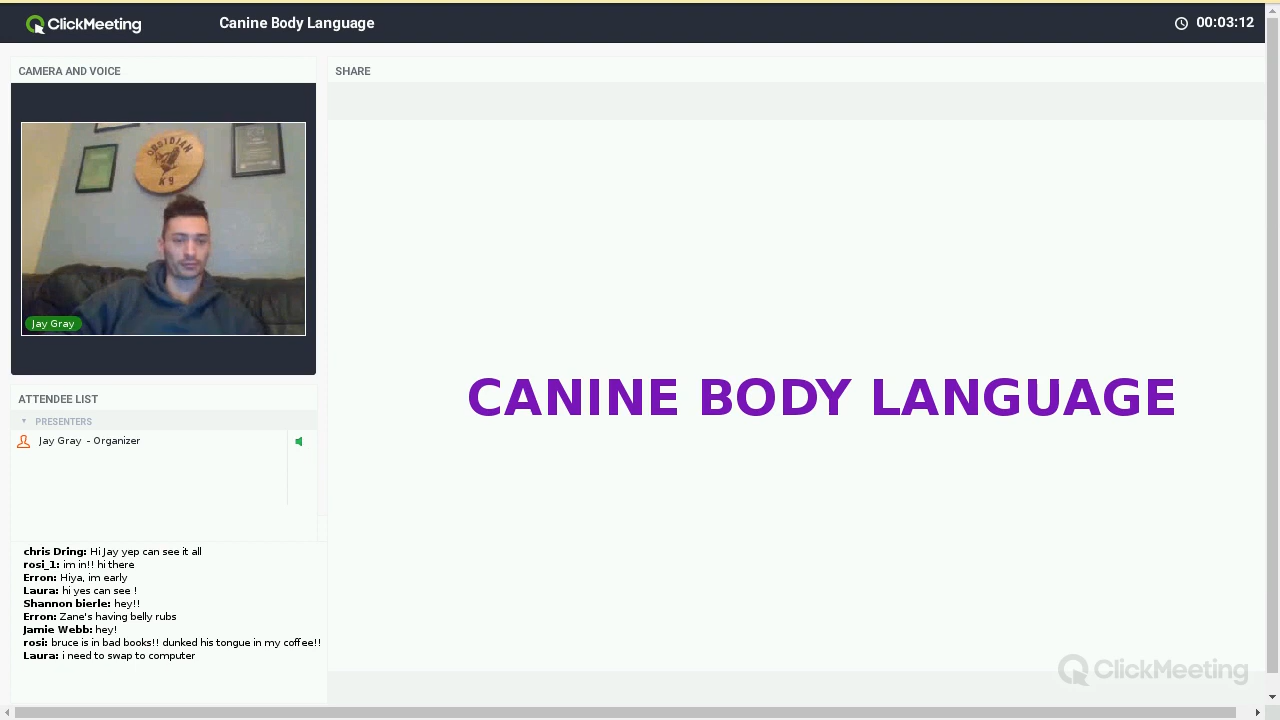 ClickMeeting
Canine Body Language
00:03:12
CAMERA AND VOICE
SHARE
OBSIDIAN
K9
Jay Gray
CANINE BODY LANGUAGE
ATTENDEE LIST
PRESENTERS
Jay Gray - Organizer
chris Dring: Hi Jay yep can see it all
rosi_1: im in!! hi there
Erron: Hiya, im early
Laura: hi yes can see !
Shannon bierle: hey!!
Erron: Zane's having belly rubs
Jamie Webb: hey!
rosi: bruce is in bad books!! dunked his tongue in my coffee!!
Laura: i need to swap to computer
ClickMeeting